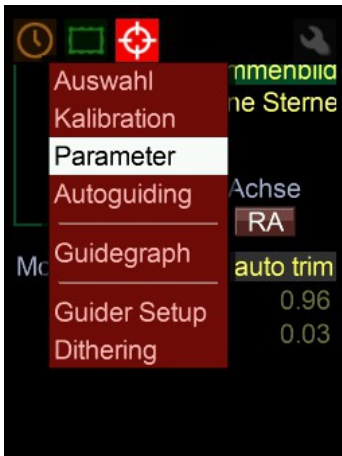 Auswahl
mmenbild
ne Sterne
Kalibration
Parameter
Autoguiding
Achse
RA
Guidegraph
Mo
auto trim
0.96
Guider Setup
0.03
Dithering